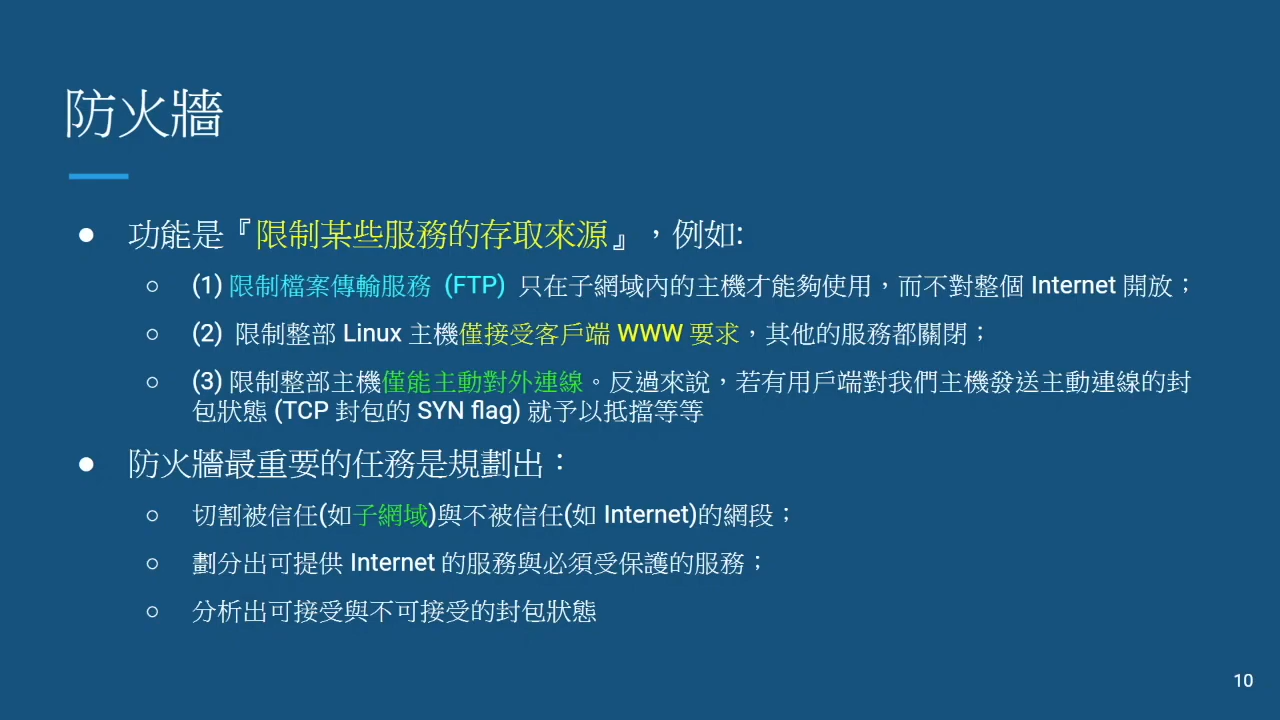 防火牆
● 功能是『限制某些服務的存取來源』，例如:
○ (1) 限制檔案傳輸服務 (FTP) 只在子網域內的主機才能夠使用，而不對整個 Internet 開放；
○ (2) 限制整部 Linux 主機僅接受客戶端 WWW 要求，其他的服務都關閉；
○ (3) 限制整部主機僅能主動對外連線。反過來說，若有用戶端對我們主機發送主動連線的封
包狀態 (TCP 封包的 SYN flag) 就予以抵擋等等
● 防火牆最重要的任務是規劃出：
○ 切割被信任(如子網域)與不被信任(如 Internet)的網段；
○ 劃分出可提供 Internet 的服務與必須受保護的服務；
○ 分析出可接受與不可接受的封包狀態
10